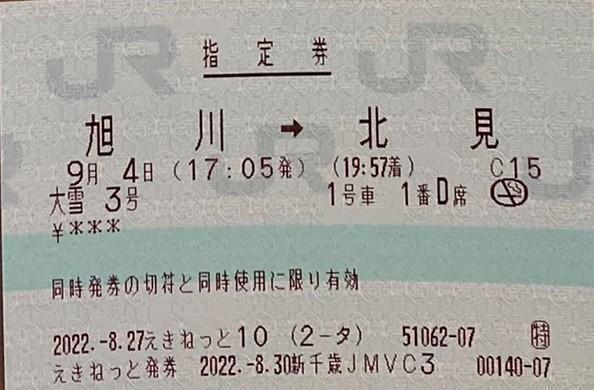 指定券
旭川 → 北見
9月 4日 (17:05発) (19:57着) C15
大雪 3号 1号車 1番D席
¥***
同時発券の切符と同時使用に限り有効
2022.-8.27えきねっと10 (2-タ) 51062-07 特
えきねっと発券 2022.-8.30新千歳JMVC3 00140-07